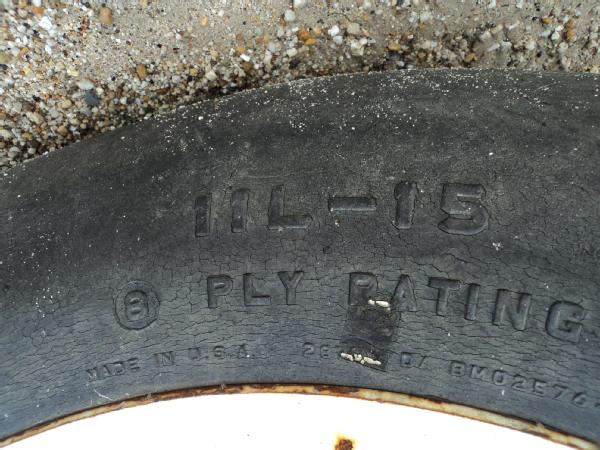 11L-15
8 PLY RATING
MADE IN U.S.A.